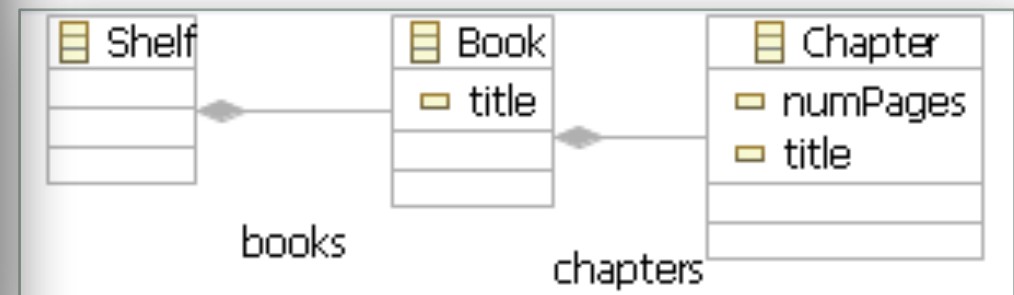 Shelf
Book
title
Chapter
numPages
title
books
chapters